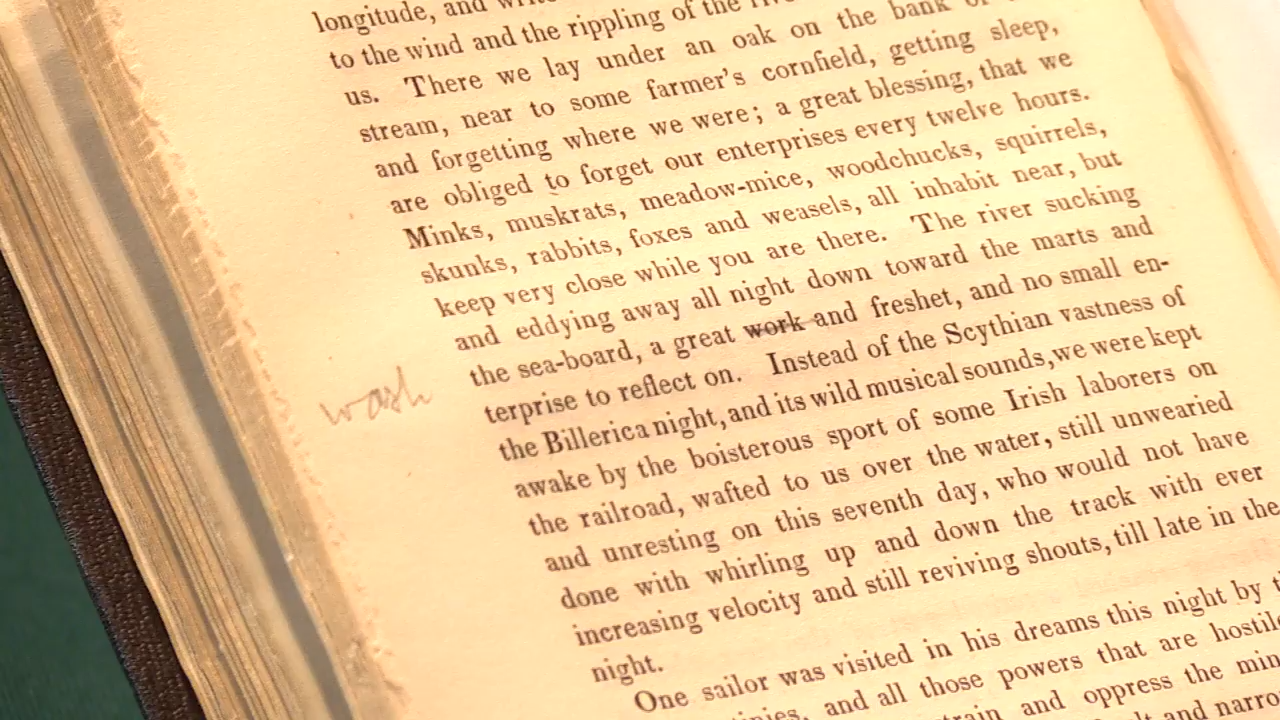 longitude, and
to the wind and the rippling of the
us. There we lay under an oak on the bank
stream, near to some farmer's cornfield, getting sleep,
and forgetting where we were; a great blessing, that we
are obliged to forget our enterprises every twelve hours.
Minks, muskrats, meadow-mice, woodchucks, squirrels,
skunks, rabbits, foxes and weasels, all inhabit near, but
keep very close while you are there. The river sucking
and eddying away all night down toward the marts and
the sea-board, a great work and freshet, and no small en-
wash
terprise to reflect on. Instead of the Scythian vastness of
the Billerica night, and its wild musical sounds, we were kept
awake by the boisterous sport of some Irish laborers on
the railroad, wafted to us over the water, still unwearied
and unresting on this seventh day, who would not have
done with whirling up and down the track with ever
increasing velocity and still reviving shouts, till late in the
night.
One sailor was visited in his dreams this night by
and all those powers that are
and oppress the
and